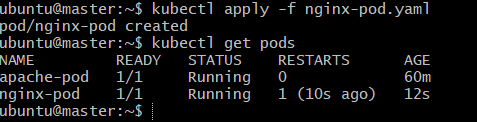 ubuntu@master:~$ kubectl apply -f nginx-pod.yaml
pod/nginx-pod created
ubuntu@master:~$ kubectl get pods
NAME READY STATUS RESTARTS AGE
apache-pod 1/1 Running 0 60m
nginx-pod 1/1 Running 1 (10s ago) 12s
ubuntu@master:~$